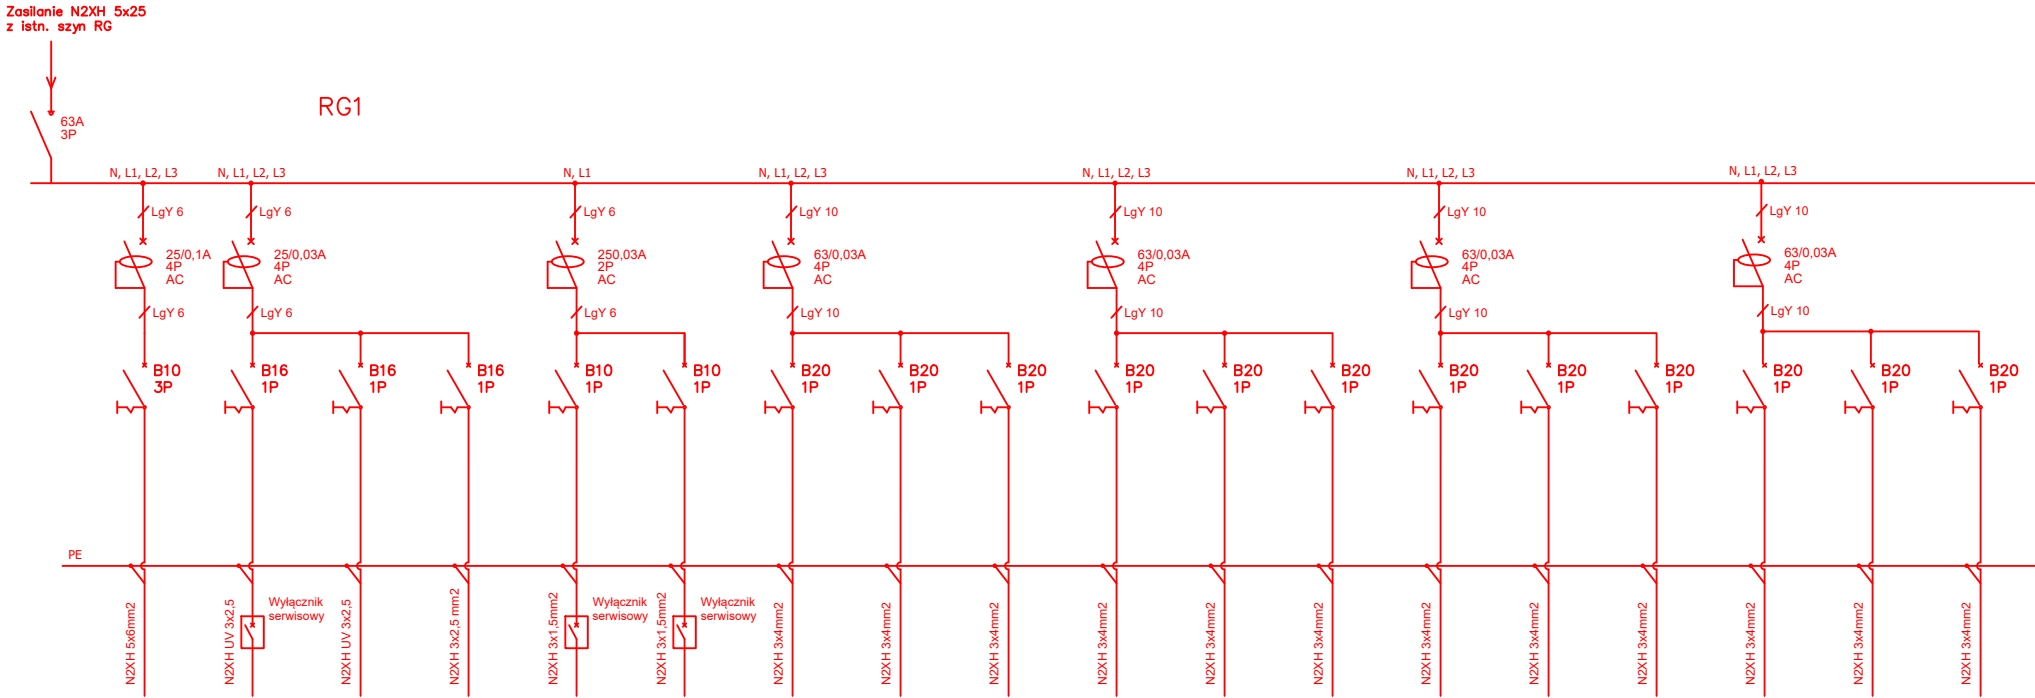 Zasilanie N2XH 5x25
z istn. szyn RG
RG1
63A
3P
N, L1, L2, L3
N, L1, L2, L3
N, L1
N, L1, L2, L3
N, L1, L2, L3
N, L1, L2, L3
N, L1, L2, L3
LgY 6
LgY 6
LgY 6
LgY 10
LgY 10
LgY 10
LgY 10
25/0,1A
4P
AC
25/0,03A
4P
AC
250,03A
2P
AC
63/0,03A
4P
AC
63/0,03A
4P
AC
63/0,03A
4P
AC
63/0,03A
4P
AC
LgY 6
LgY 6
LgY 6
LgY 10
LgY 10
LgY 10
LgY 10
B10
3P
B16
1P
B16
1P
B16
1P
B10
1P
B10
1P
B20
1P
B20
1P
B20
1P
B20
1P
B20
1P
B20
1P
B20
1P
B20
1P
B20
1P
B20
1P
B20
1P
B20
1P
PE
N2XH 5x6mm2
N2XH UV 3x2,5
Wyłącznik
serwisowy
N2XH UV 3x2,5
N2XH 3x2,5 mm2
N2XH 3x1,5mm2
Wyłącznik
serwisowy
N2XH 3x1,5mm2
Wyłącznik
serwisowy
N2XH 3x4mm2
N2XH 3x4mm2
N2XH 3x4mm2
N2XH 3x4mm2
N2XH 3x4mm2
N2XH 3x4mm2
N2XH 3x4mm2
N2XH 3x4mm2
N2XH 3x4mm2
N2XH 3x4mm2
N2XH 3x4mm2
N2XH 3x4mm2